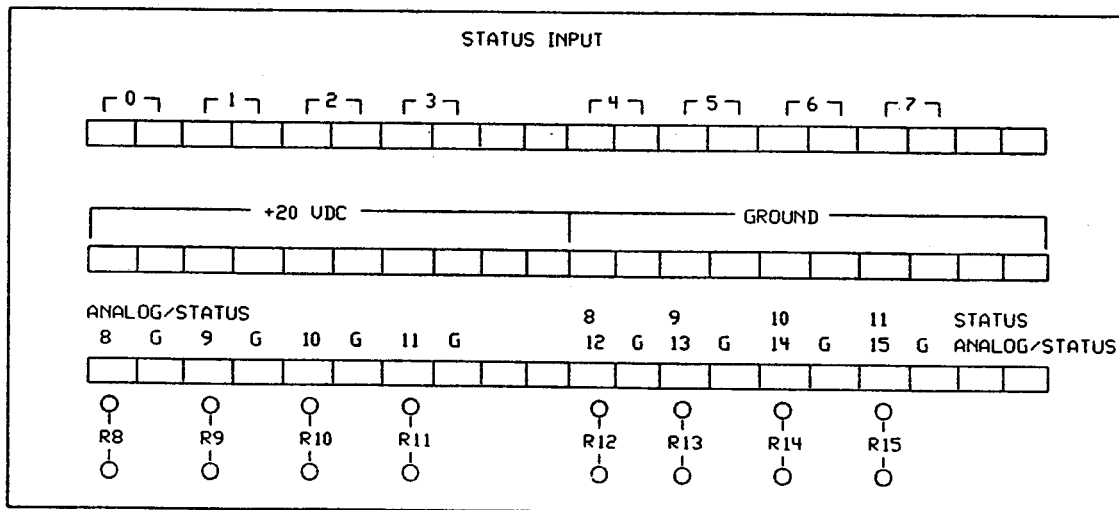 STATUS INPUT
0 1 2 3 4 5 6 7
+20 VDC GROUND
ANALOG/STATUS 8 9 10 11 STATUS
8 G 9 G 10 G 11 G 12 G 13 G 14 G 15 G ANALOG/STATUS
R8 R9 R10 R11 R12 R13 R14 R15